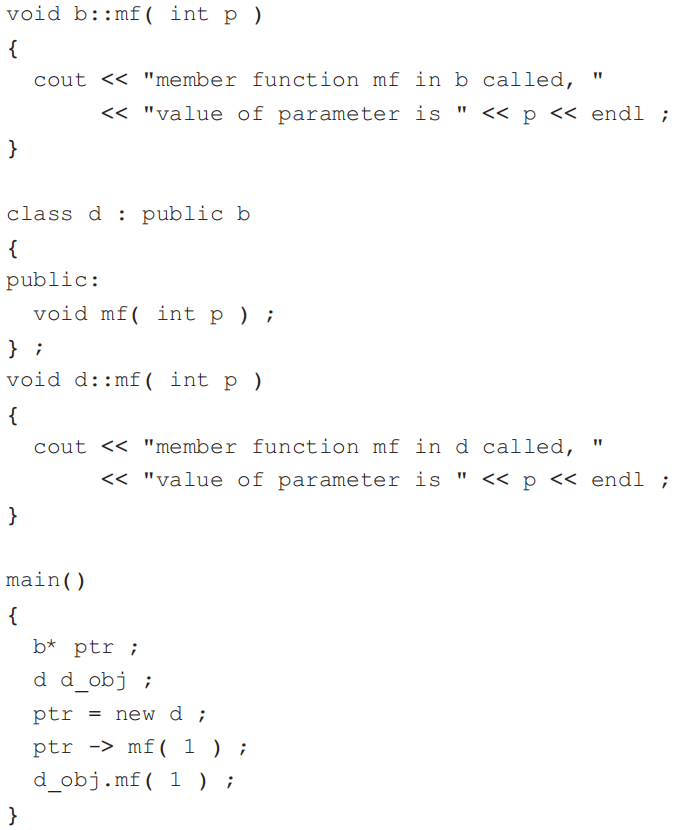 void b::mf( int p )
{
  cout << "member function mf in b called, "
       << "value of parameter is " << p << endl ;
}

class d : public b
{
public:
  void mf( int p ) ;
} ;
void d::mf( int p )
{
  cout << "member function mf in d called, "
       << "value of parameter is " << p << endl ;
}

main()
{
  b* ptr ;
  d d_obj ;
  ptr = new d ;
  ptr -> mf( 1 ) ;
  d_obj.mf( 1 ) ;
}